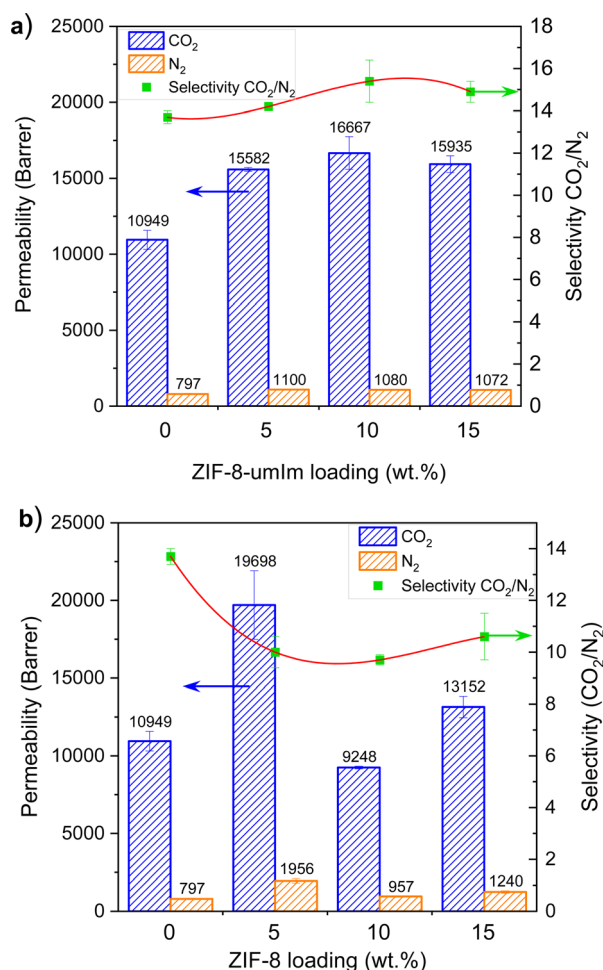 a)
25000
20000
15000
10000
5000
0
Permeability (Barrer)
CO₂
N₂
Selectivity CO₂/N₂
10949
797
15582
1100
16667
1080
15935
1072
18
16
14
12
10
8
6
4
2
0
Selectivity CO₂/N₂
0 5 10 15
ZIF-8-umIm loading (wt.%)
b)
25000
20000
15000
10000
5000
0
Permeability (Barrer)
CO₂
N₂
Selectivity CO₂/N₂
10949
797
19698
1956
9248
957
13152
1240
14
12
10
8
6
4
2
0
Selectivity (CO₂/N₂)
0 5 10 15
ZIF-8 loading (wt.%)